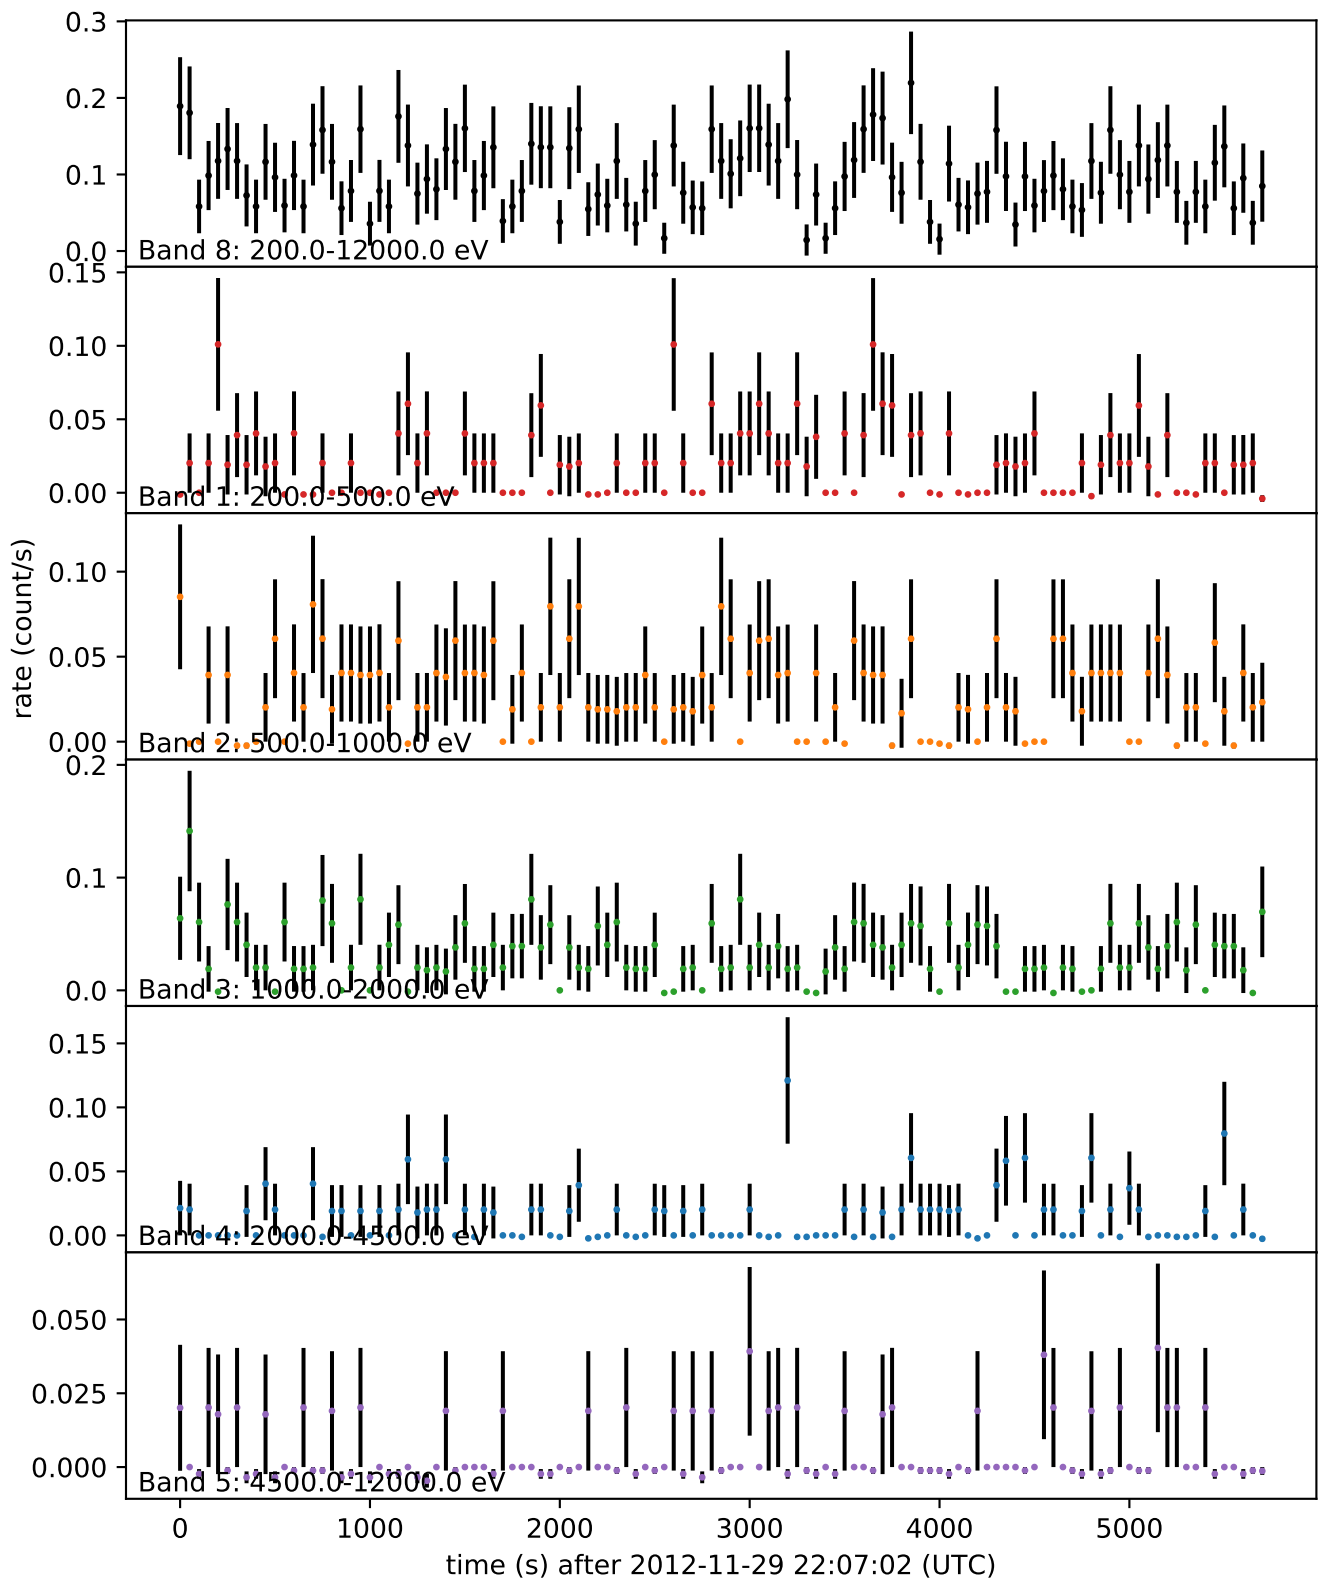 0.3
0.2
0.1
0.0
Band 8: 200.0-12000.0 eV
0.15
0.10
0.05
0.00
Band 1: 200.0-500.0 eV
rate (count/s)
0.10
0.05
0.00
Band 2: 500.0-1000.0 eV
0.2
0.1
0.0
Band 3: 1000.0-2000.0 eV
0.15
0.10
0.05
0.00
Band 4: 2000.0-4500.0 eV
0.050
0.025
0.000
Band 5: 4500.0-12000.0 eV
0 1000 2000 3000 4000 5000
time (s) after 2012-11-29 22:07:02 (UTC)